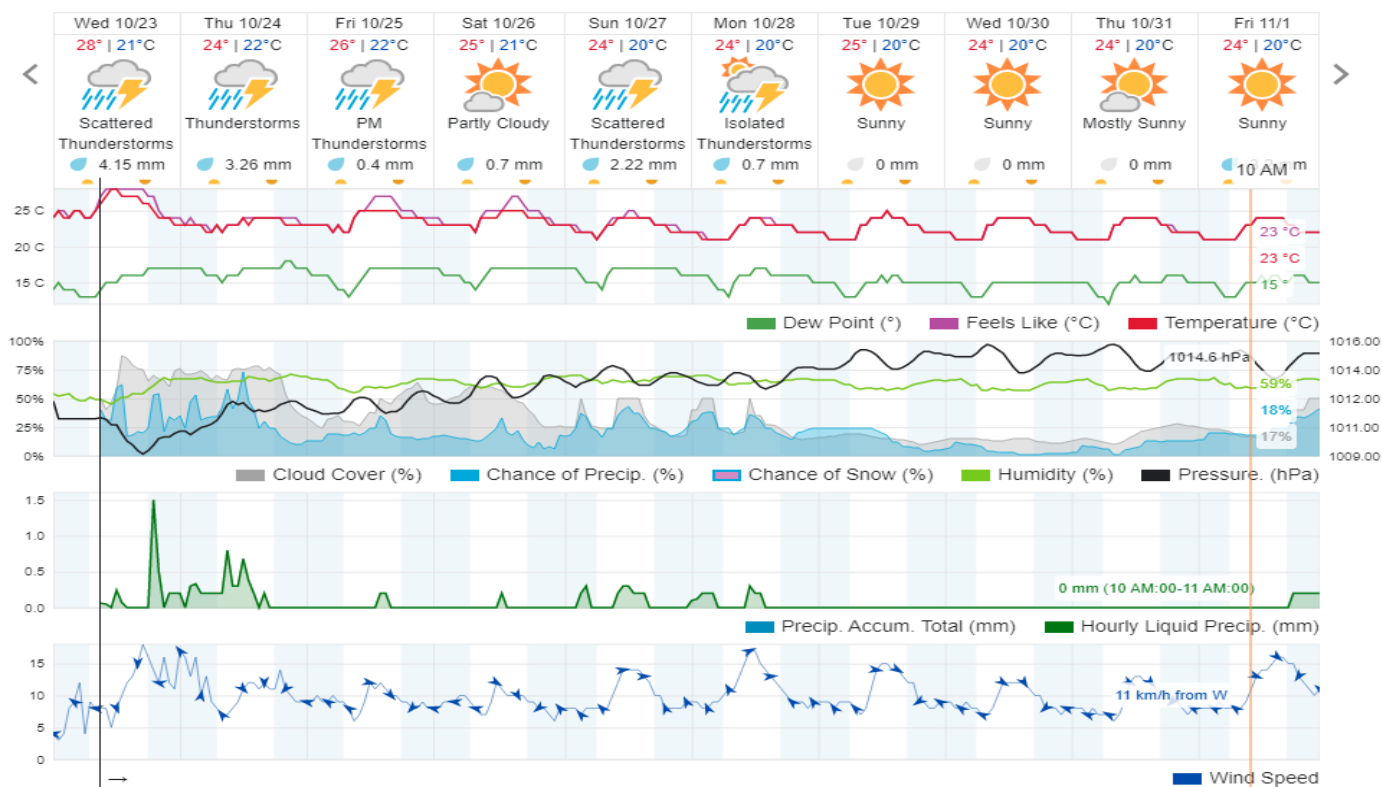 Wed 10/23 Thu 10/24 Fri 10/25 Sat 10/26 Sun 10/27 Mon 10/28 Tue 10/29 Wed 10/30 Thu 10/31 Fri 11/1
28° | 21°C 24° | 22°C 26° | 22°C 25° | 21°C 24° | 20°C 24° | 20°C 25° | 20°C 24° | 20°C 24° | 20°C 24° | 20°C
Scattered Thunderstorms PM Partly Cloudy Scattered Isolated Sunny Sunny Mostly Sunny Sunny
Thunderstorms Thunderstorms Thunderstorms Thunderstorms
4.15 mm 3.26 mm 0.4 mm 0.7 mm 2.22 mm 0.7 mm 0 mm 0 mm 0 mm
10 AM
25 C
20 C
15 C
23 °C
23 °C
15 °
Dew Point (°) Feels Like (°C) Temperature (°C)
100% 1016.00
75% 1014.00
50% 1012.00
25% 1011.00
0% 1009.00
1014.6 hPa
59%
18%
17%
Cloud Cover (%) Chance of Precip. (%) Chance of Snow (%) Humidity (%) Pressure. (hPa)
1.5
1.0
0.5
0.0
0 mm (10 AM:00-11 AM:00)
Precip. Accum. Total (mm) Hourly Liquid Precip. (mm)
15
10
5
0
11 km/h from W
Wind Speed